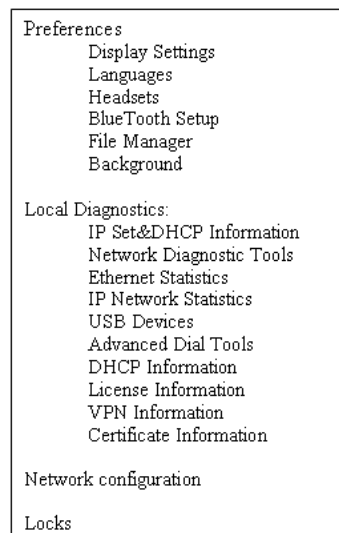 Preferences
Display Settings
Languages
Headsets
BlueTooth Setup
File Manager
Background
Local Diagnostics:
IP Set&DHCP Information
Network Diagnostic Tools
Ethernet Statistics
IP Network Statistics
USB Devices
Advanced Dial Tools
DHCP Information
License Information
VPN Information
Certificate Information
Network configuration
Locks